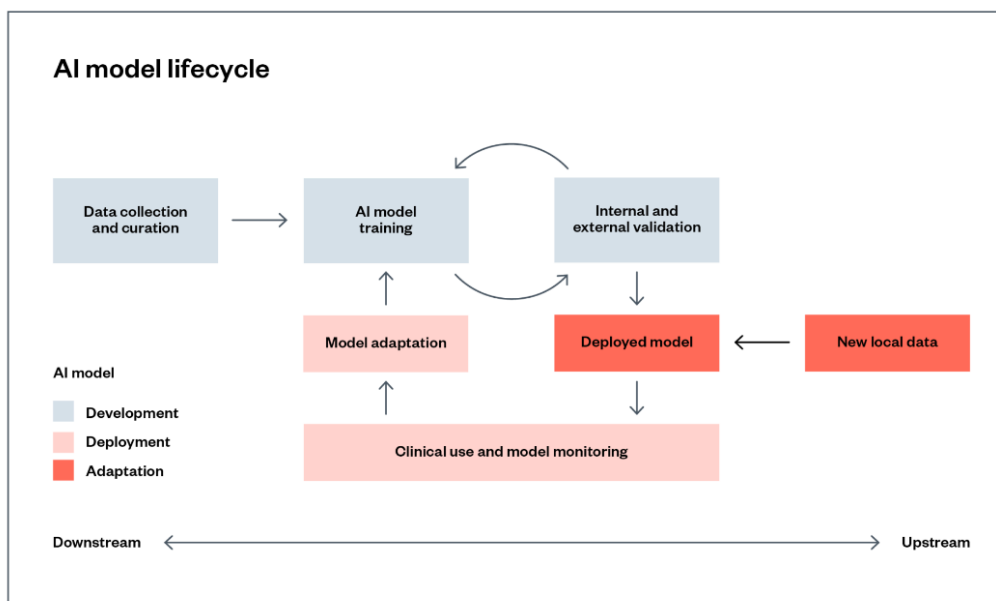 AI model lifecycle
Data collection
and curation
AI model
training
Internal and
external validation
Model adaptation
Deployed model
New local data
AI model
Development
Deployment
Adaptation
Clinical use and model monitoring
Downstream
Upstream